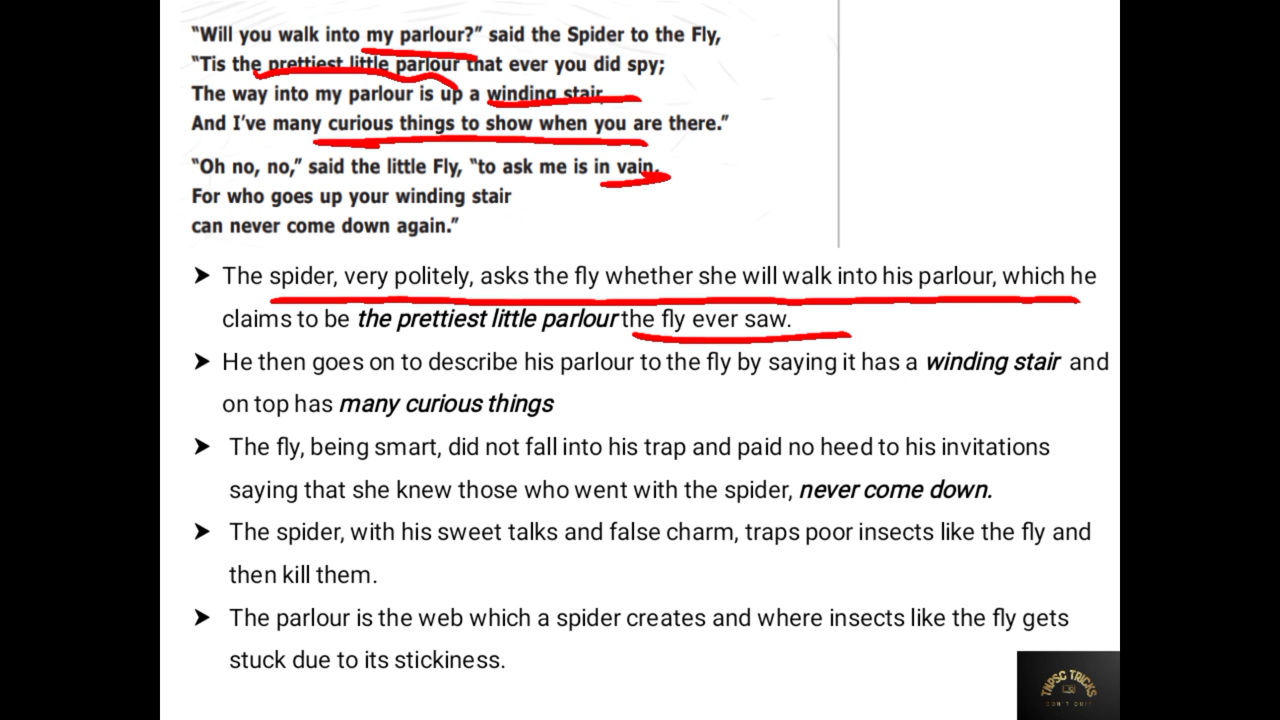 “Will you walk into my parlour?” said the Spider to the Fly,
“Tis the prettiest little parlour that ever you did spy;
The way into my parlour is up a winding stair,
And I’ve many curious things to show when you are there.”
“Oh no, no,” said the little Fly, “to ask me is in vain,
For who goes up your winding stair
can never come down again.”
➤ The spider, very politely, asks the fly whether she will walk into his parlour, which he
claims to be the prettiest little parlour the fly ever saw.
➤ He then goes on to describe his parlour to the fly by saying it has a winding stair and
on top has many curious things
➤ The fly, being smart, did not fall into his trap and paid no heed to his invitations
saying that she knew those who went with the spider, never come down.
➤ The spider, with his sweet talks and false charm, traps poor insects like the fly and
then kill them.
➤ The parlour is the web which a spider creates and where insects like the fly gets
stuck due to its stickiness.
TNPSC TRICKS
DON'T QUIT